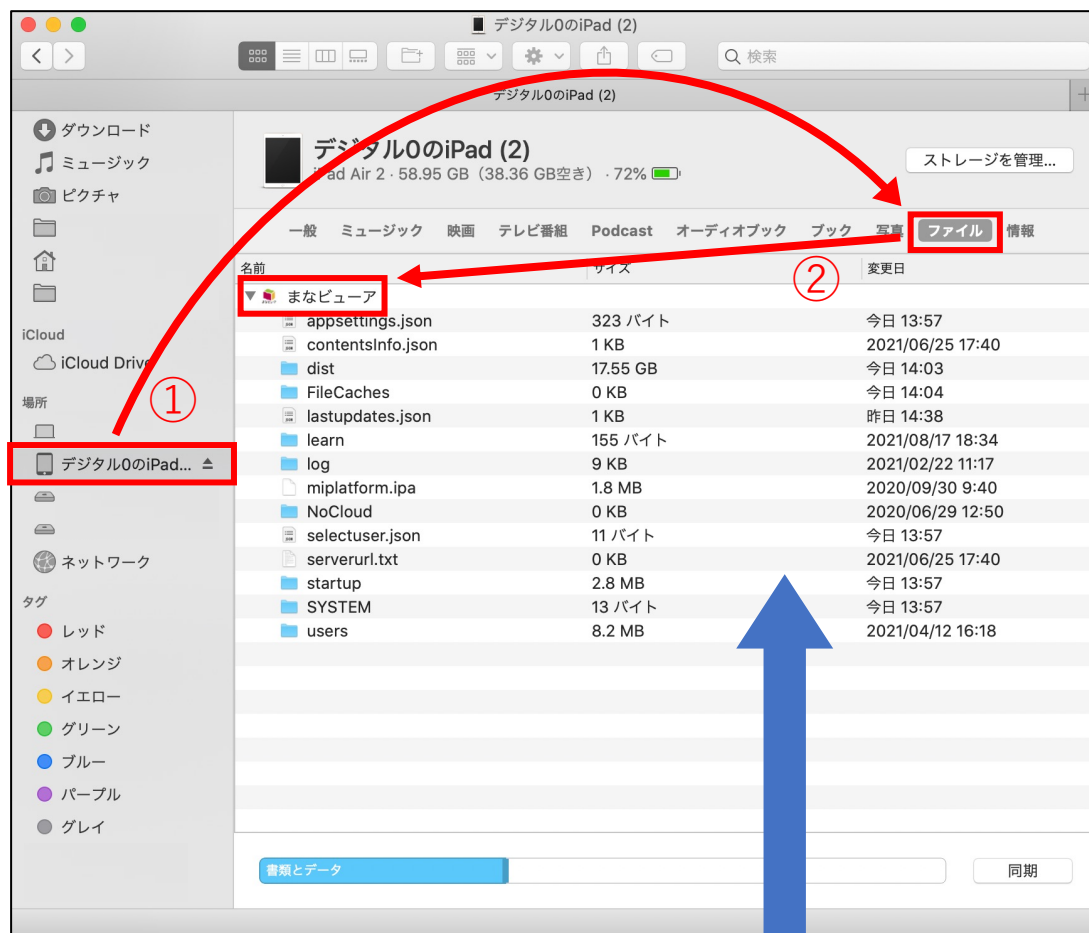 デジタル0のiPad (2)
検索
デジタル0のiPad (2)
ダウンロード
ミュージック
ピクチャ
iCloud
iCloud Drive
場所
デジタル0のiPad...
ネットワーク
タグ
レッド
オレンジ
イエロー
グリーン
ブルー
パープル
グレイ
①
デジタル0のiPad (2)
iPad Air 2 · 58.95 GB（38.36 GB空き） · 72%
ストレージを管理...
一般 ミュージック 映画 テレビ番組 Podcast オーディオブック ブック 写真 ファイル 情報
②
名前 サイズ 変更日
まなビューア
appsettings.json 323 バイト 今日 13:57
contentsInfo.json 1 KB 2021/06/25 17:40
dist 17.55 GB 今日 14:03
FileCaches 0 KB 今日 14:04
lastupdates.json 1 KB 昨日 14:38
learn 155 バイト 2021/08/17 18:34
log 9 KB 2021/02/22 11:17
miplatform.ipa 1.8 MB 2020/09/30 9:40
NoCloud 0 KB 2020/06/29 12:50
selectuser.json 11 バイト 今日 13:57
serverurl.txt 0 KB 2021/06/25 17:40
startup 2.8 MB 今日 13:57
SYSTEM 13 バイト 今日 13:57
users 8.2 MB 2021/04/12 16:18
書類とデータ
同期